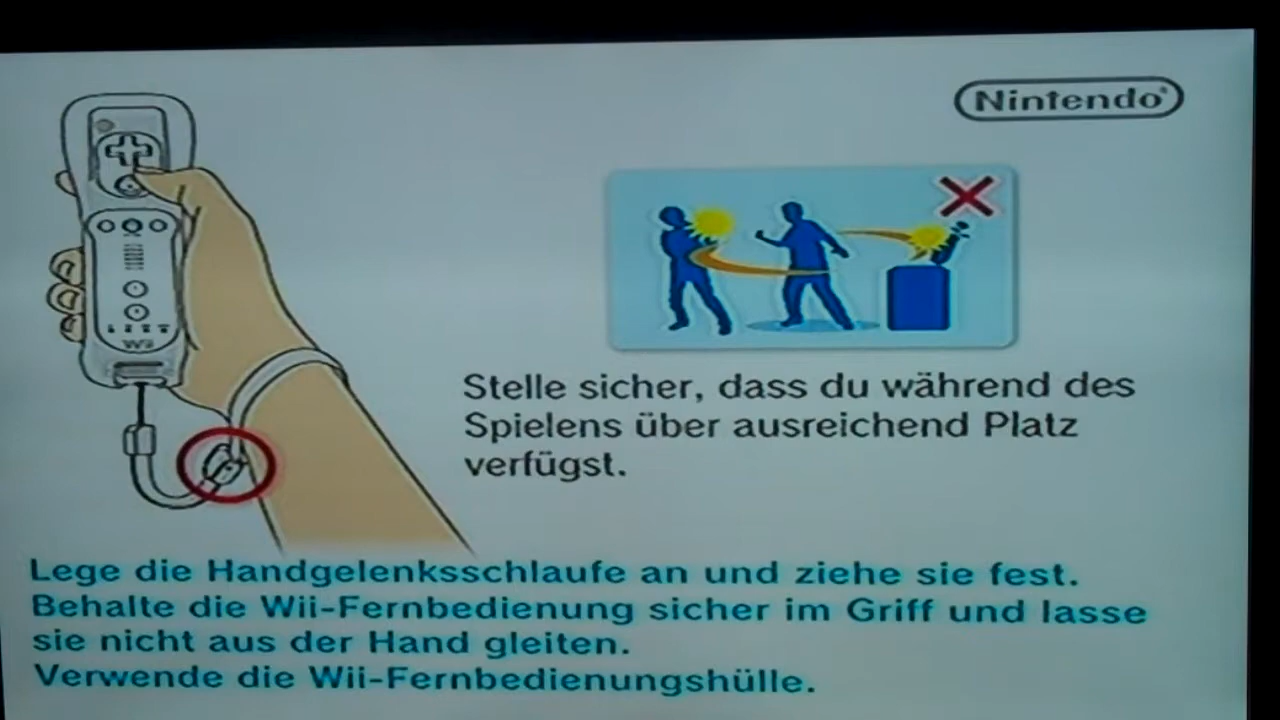 Nintendo®
Wii
Stelle sicher, dass du während des
Spielens über ausreichend Platz
verfügst.
Lege die Handgelenksschlaufe an und ziehe sie fest.
Behalte die Wii-Fernbedienung sicher im Griff und lasse
sie nicht aus der Hand gleiten.
Verwende die Wii-Fernbedienungshülle.